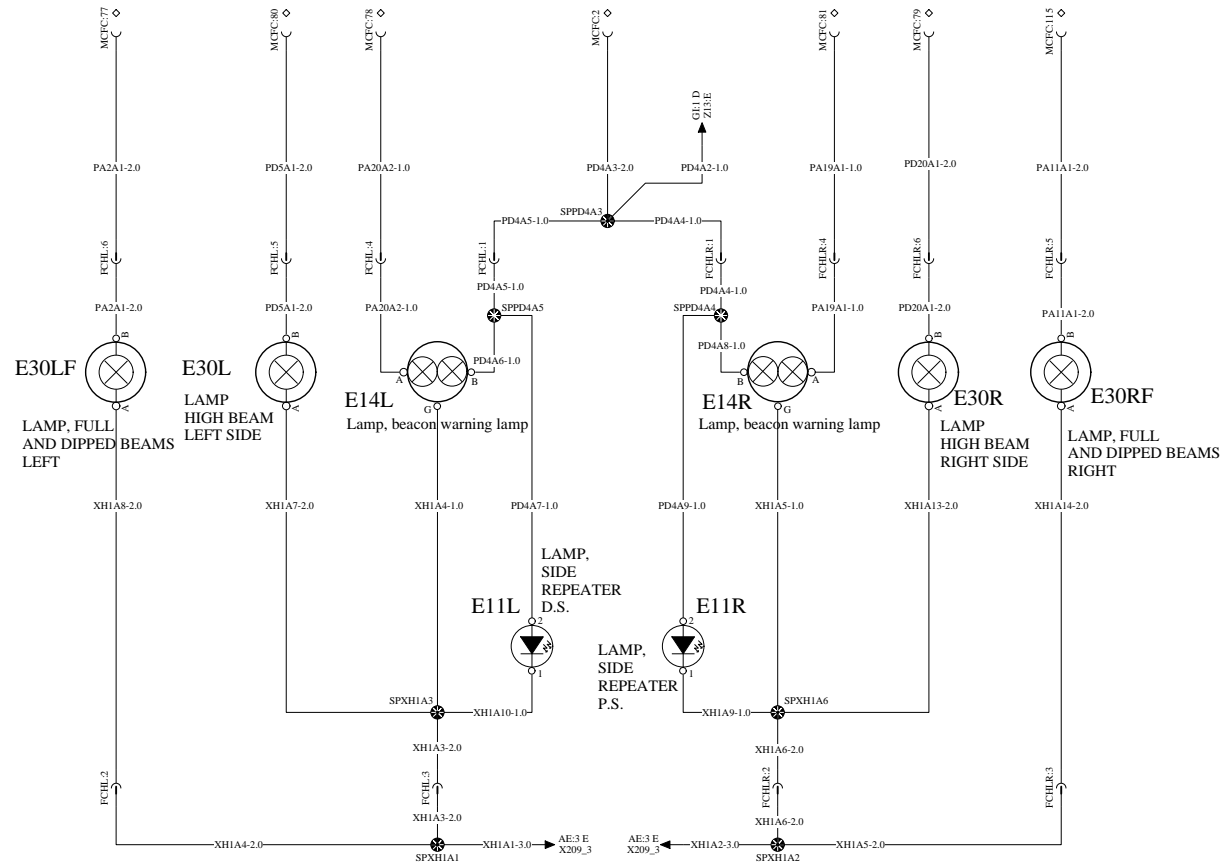 MCFC:77
MCFC:80
MCFC:78
MCFC:2
MCFC:81
MCFC:79
MCFC:115
GI:1 D
Z13:E
PA2A1-2.0
PD5A1-2.0
PA20A2-1.0
PD4A3-2.0
PD4A2-1.0
PA19A1-1.0
PD20A1-2.0
PA11A1-2.0
SPPD4A3
PD4A5-1.0
PD4A4-1.0
FCHL:6
FCHL:5
FCHL:4
FCHL:1
FCHLR:1
FCHLR:4
FCHLR:6
FCHLR:5
PD4A5-1.0
PD4A4-1.0
PA2A1-2.0
PD5A1-2.0
PA20A2-1.0
SPPD4A5
SPPD4A4
PA19A1-1.0
PD20A1-2.0
PA11A1-2.0
B
B
B
B
PD4A6-1.0
PD4A8-1.0
E30LF
E30L
A
B
B
A
A
A
A
A
E14L
G
E14R
G
E30R
E30RF
LAMP, FULL
AND DIPPED BEAMS
LEFT
LAMP
HIGH BEAM
LEFT SIDE
Lamp, beacon warning lamp
Lamp, beacon warning lamp
LAMP
HIGH BEAM
RIGHT SIDE
LAMP, FULL
AND DIPPED BEAMS
RIGHT
XH1A8-2.0
XH1A7-2.0
XH1A4-1.0
PD4A7-1.0
PD4A9-1.0
XH1A5-1.0
XH1A13-2.0
XH1A14-2.0
LAMP,
SIDE
REPEATER
D.S.
E11L
2
1
E11R
2
1
LAMP,
SIDE
REPEATER
P.S.
SPXH1A3
XH1A10-1.0
XH1A9-1.0
SPXH1A6
XH1A3-2.0
XH1A6-2.0
FCHL:2
FCHL:3
FCHLR:2
FCHLR:3
XH1A3-2.0
XH1A6-2.0
XH1A4-2.0
XH1A1-3.0
AE:3 E
X209_3
AE:3 E
X209_3
XH1A2-3.0
XH1A5-2.0
SPXH1A1
SPXH1A2